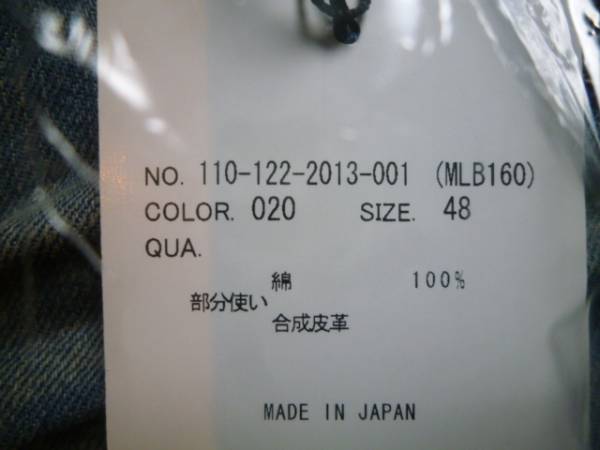 NO. 110-122-2013-001 (MLB160)
COLOR. 020 SIZE. 48
QUA.
綿 100%
部分使い
合成皮革
MADE IN JAPAN